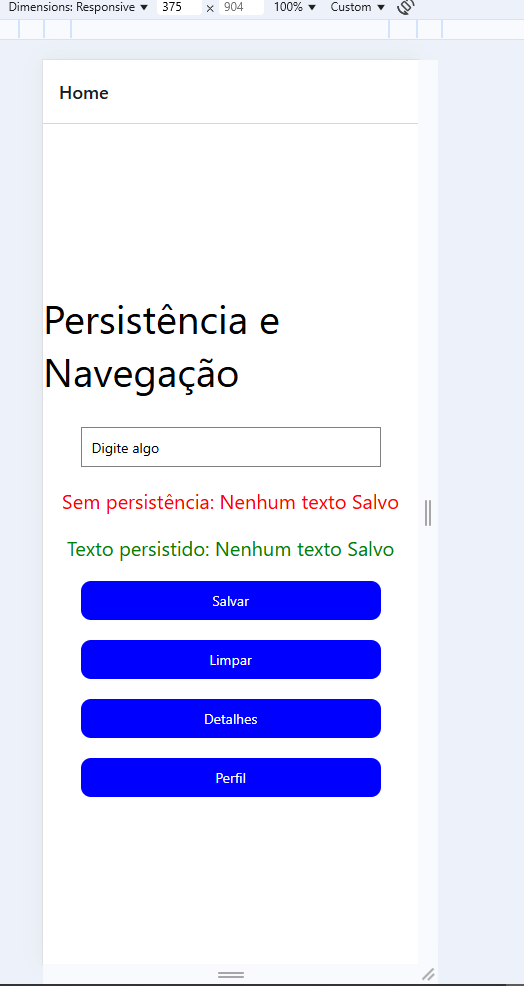 Dimensions: Responsive 375 × 904 100% Custom
Home
Persistência e
Navegação
Digite algo
Sem persistência: Nenhum texto Salvo
Texto persistido: Nenhum texto Salvo
Salvar
Limpar
Detalhes
Perfil